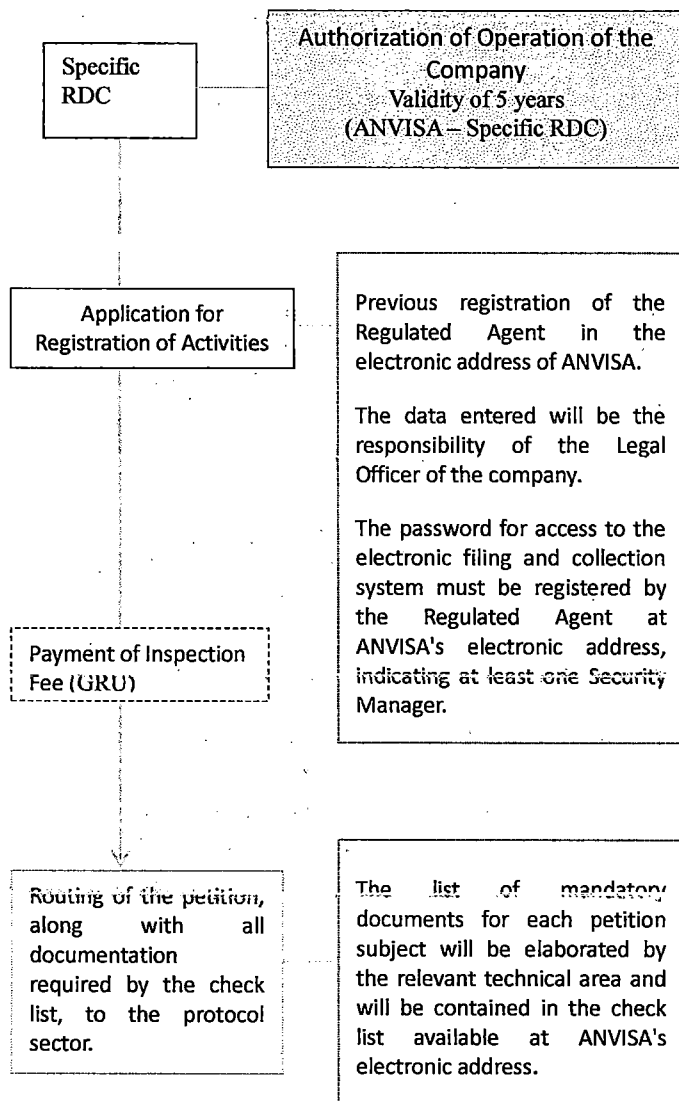 Specific
RDC
Authorization of Operation of the
Company
Validity of 5 years
(ANVISA – Specific RDC)
Application for
Registration of Activities
Previous registration of the
Regulated Agent in the
electronic address of ANVISA.
The data entered will be the
responsibility of the Legal
Officer of the company.
The password for access to the
electronic filing and collection
system must be registered by
the Regulated Agent at
ANVISA's electronic address,
indicating at least one Security
Manager.
Payment of Inspection
Fee (GRU)
Routing of the petition,
along with all
documentation
required by the check
list, to the protocol
sector.
The list of mandatory
documents for each petition
subject will be elaborated by
the relevant technical area and
will be contained in the check
list available at ANVISA's
electronic address.